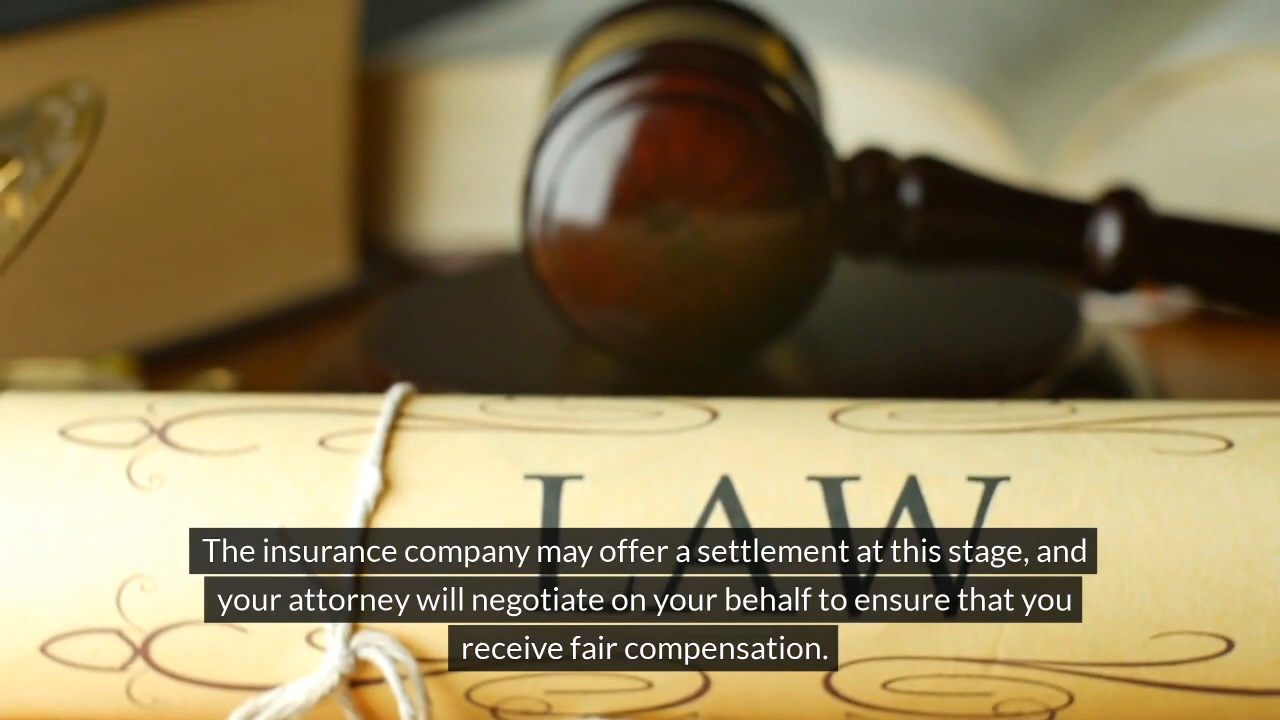 LAW
The insurance company may offer a settlement at this stage, and
your attorney will negotiate on your behalf to ensure that you
receive fair compensation.